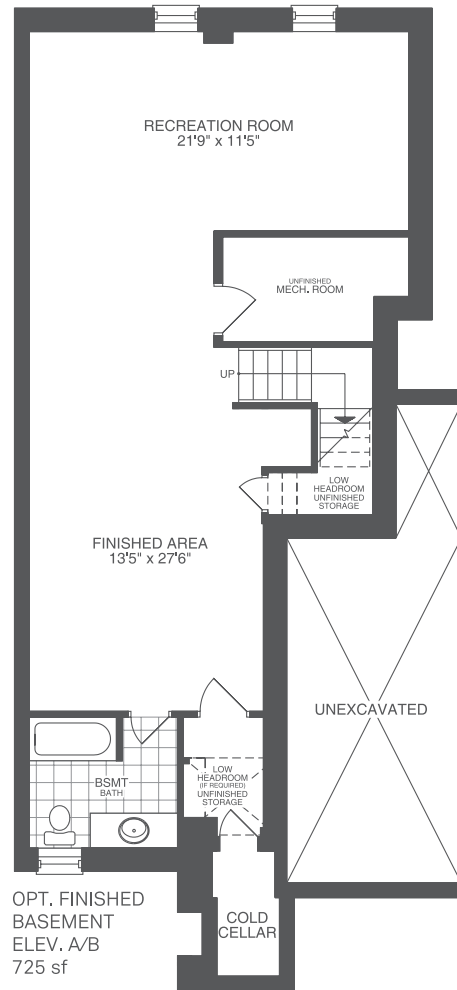 RECREATION ROOM
21'9" x 11'5"
UNFINISHED
MECH. ROOM
UP
LOW
HEADROOM
UNFINISHED
STORAGE
FINISHED AREA
13'5" x 27'6"
UNEXCAVATED
BSMT
BATH
LOW
HEADROOM
(IF REQUIRED)
UNFINISHED
STORAGE
COLD
CELLAR
OPT. FINISHED
BASEMENT
ELEV. A/B
725 sf